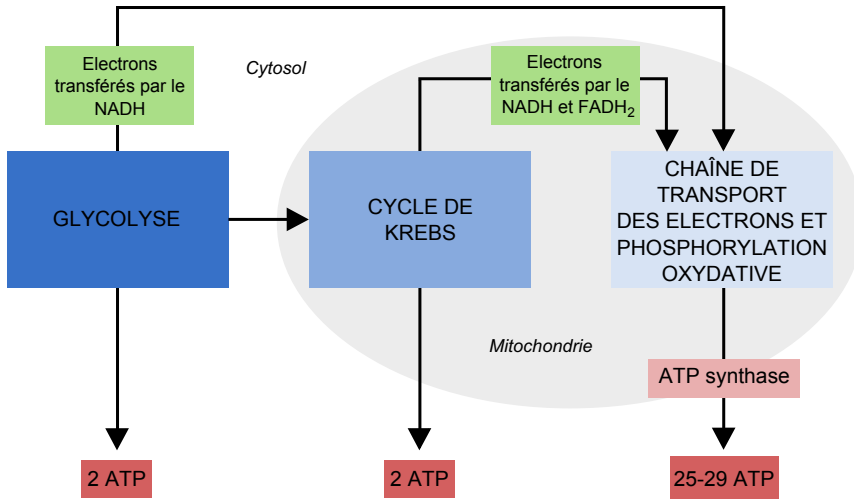 Electrons
transférés par le
NADH
Cytosol
Electrons
transférés par le
NADH et FADH₂
GLYCOLYSE
CYCLE DE
KREBS
CHAÎNE DE
TRANSPORT
DES ELECTRONS ET
PHOSPHORYLATION
OXYDATIVE
Mitochondrie
ATP synthase
2 ATP
2 ATP
25-29 ATP